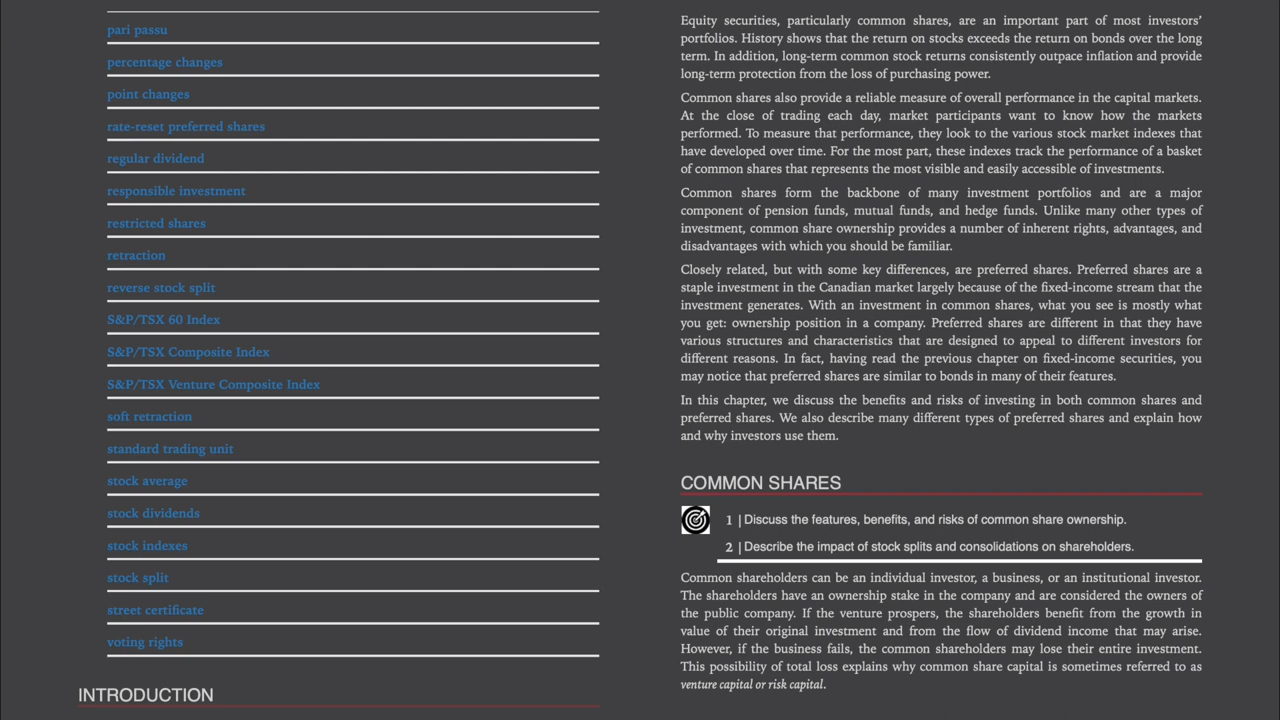 pari passu
percentage changes
point changes
rate-reset preferred shares
regular dividend
responsible investment
restricted shares
retraction
reverse stock split
S&P/TSX 60 Index
S&P/TSX Composite Index
S&P/TSX Venture Composite Index
soft retraction
standard trading unit
stock average
stock dividends
stock indexes
stock split
street certificate
voting rights
INTRODUCTION
Equity securities, particularly common shares, are an important part of most investors’
portfolios. History shows that the return on stocks exceeds the return on bonds over the long
term. In addition, long-term common stock returns consistently outpace inflation and provide
long-term protection from the loss of purchasing power.
Common shares also provide a reliable measure of overall performance in the capital markets.
At the close of trading each day, market participants want to know how the markets
performed. To measure that performance, they look to the various stock market indexes that
have developed over time. For the most part, these indexes track the performance of a basket
of common shares that represents the most visible and easily accessible of investments.
Common shares form the backbone of many investment portfolios and are a major
component of pension funds, mutual funds, and hedge funds. Unlike many other types of
investment, common share ownership provides a number of inherent rights, advantages, and
disadvantages with which you should be familiar.
Closely related, but with some key differences, are preferred shares. Preferred shares are a
staple investment in the Canadian market largely because of the fixed-income stream that the
investment generates. With an investment in common shares, what you see is mostly what
you get: ownership position in a company. Preferred shares are different in that they have
various structures and characteristics that are designed to appeal to different investors for
different reasons. In fact, having read the previous chapter on fixed-income securities, you
may notice that preferred shares are similar to bonds in many of their features.
In this chapter, we discuss the benefits and risks of investing in both common shares and
preferred shares. We also describe many different types of preferred shares and explain how
and why investors use them.
COMMON SHARES
1 | Discuss the features, benefits, and risks of common share ownership.
2 | Describe the impact of stock splits and consolidations on shareholders.
Common shareholders can be an individual investor, a business, or an institutional investor.
The shareholders have an ownership stake in the company and are considered the owners of
the public company. If the venture prospers, the shareholders benefit from the growth in
value of their original investment and from the flow of dividend income that may arise.
However, if the business fails, the common shareholders may lose their entire investment.
This possibility of total loss explains why common share capital is sometimes referred to as
venture capital or risk capital.